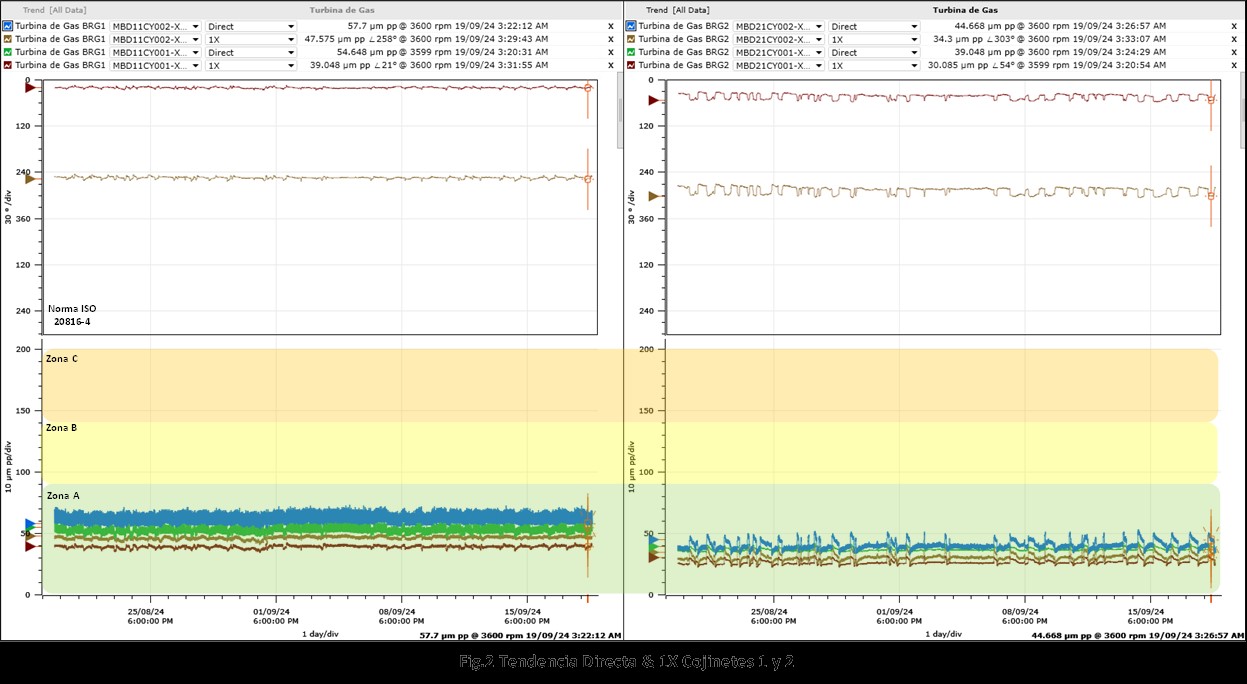 Trend [All Data] Turbina de Gas
Turbina de Gas BRG1 MBD11CY002-X... Direct 57.7 µm pp @ 3600 rpm 19/09/24 3:22:12 AM X
Turbina de Gas BRG1 MBD11CY002-X... 1X 47.575 µm pp ∠258° @ 3600 rpm 19/09/24 3:29:43 AM X
Turbina de Gas BRG1 MBD11CY001-X... Direct 54.648 µm pp @ 3599 rpm 19/09/24 3:20:31 AM X
Turbina de Gas BRG1 MBD11CY001-X... 1X 39.048 µm pp ∠21° @ 3600 rpm 19/09/24 3:31:55 AM X
0
120
240
360
120
240
30 ° /div
Norma ISO
20816-4
200
150
100
50
0
10 µm pp/div
Zona C
Zona B
Zona A
25/08/24 01/09/24 08/09/24 15/09/24
6:00:00 PM 6:00:00 PM 6:00:00 PM 6:00:00 PM
1 day/div 57.7 µm pp @ 3600 rpm 19/09/24 3:22:12 AM
Trend [All Data] Turbina de Gas
Turbina de Gas BRG2 MBD21CY002-X... Direct 44.668 µm pp @ 3600 rpm 19/09/24 3:26:57 AM X
Turbina de Gas BRG2 MBD21CY002-X... 1X 34.3 µm pp ∠303° @ 3600 rpm 19/09/24 3:33:07 AM X
Turbina de Gas BRG2 MBD21CY001-X... Direct 39.048 µm pp @ 3600 rpm 19/09/24 3:24:29 AM X
Turbina de Gas BRG2 MBD21CY001-X... 1X 30.085 µm pp ∠54° @ 3599 rpm 19/09/24 3:20:54 AM X
0
120
240
360
120
240
30 ° /div
200
150
100
50
0
10 µm pp/div
25/08/24 01/09/24 08/09/24 15/09/24
6:00:00 PM 6:00:00 PM 6:00:00 PM 6:00:00 PM
1 day/div 44.668 µm pp @ 3600 rpm 19/09/24 3:26:57 AM
Fig.2 Tendencia Directa & 1X Cojinetes 1 y 2